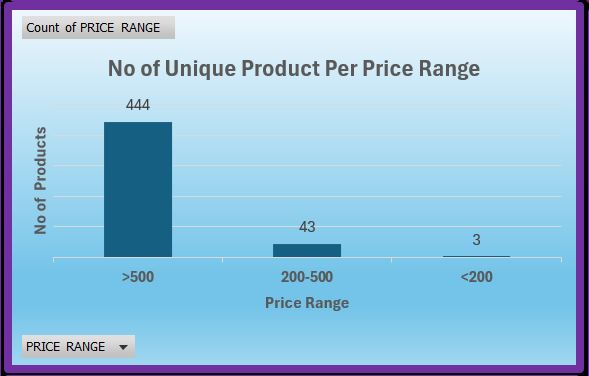 Count of PRICE RANGE
No of Unique Product Per Price Range
No of Products
444
43
3
>500
200-500
<200
Price Range
PRICE RANGE